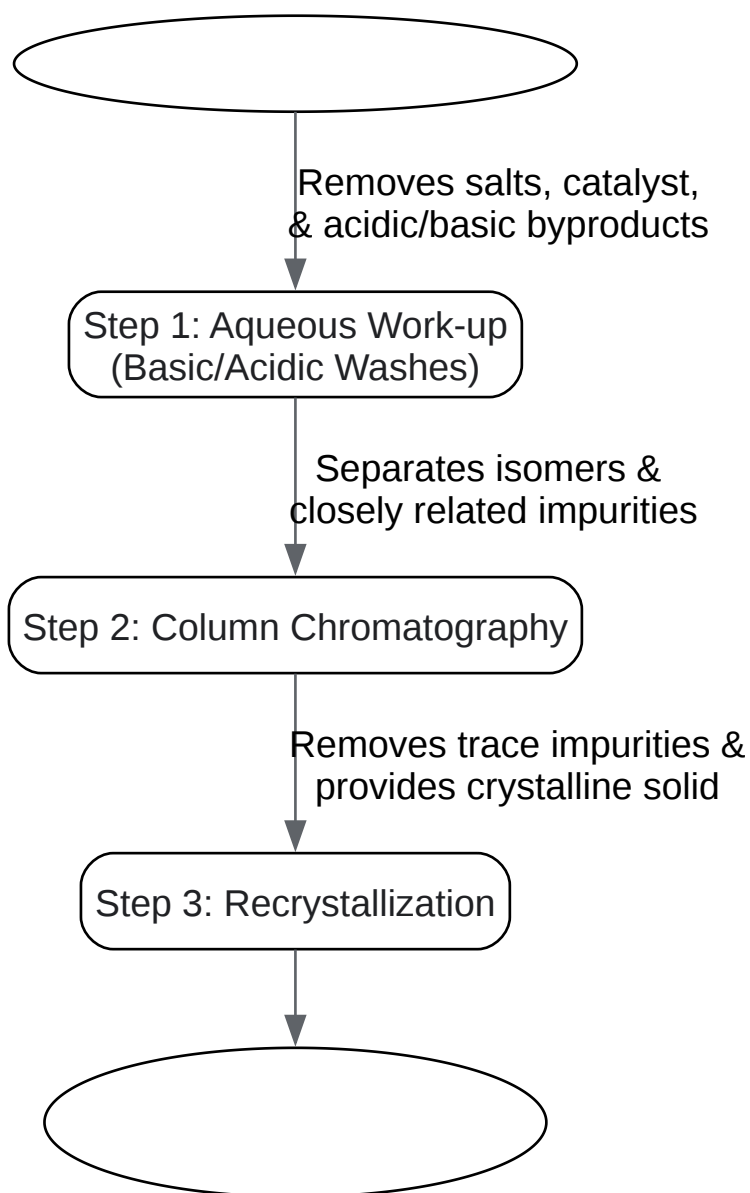 Removes salts, catalyst,
& acidic/basic byproducts
Step 1: Aqueous Work-up
(Basic/Acidic Washes)
Separates isomers &
closely related impurities
Step 2: Column Chromatography
Removes trace impurities &
provides crystalline solid
Step 3: Recrystallization